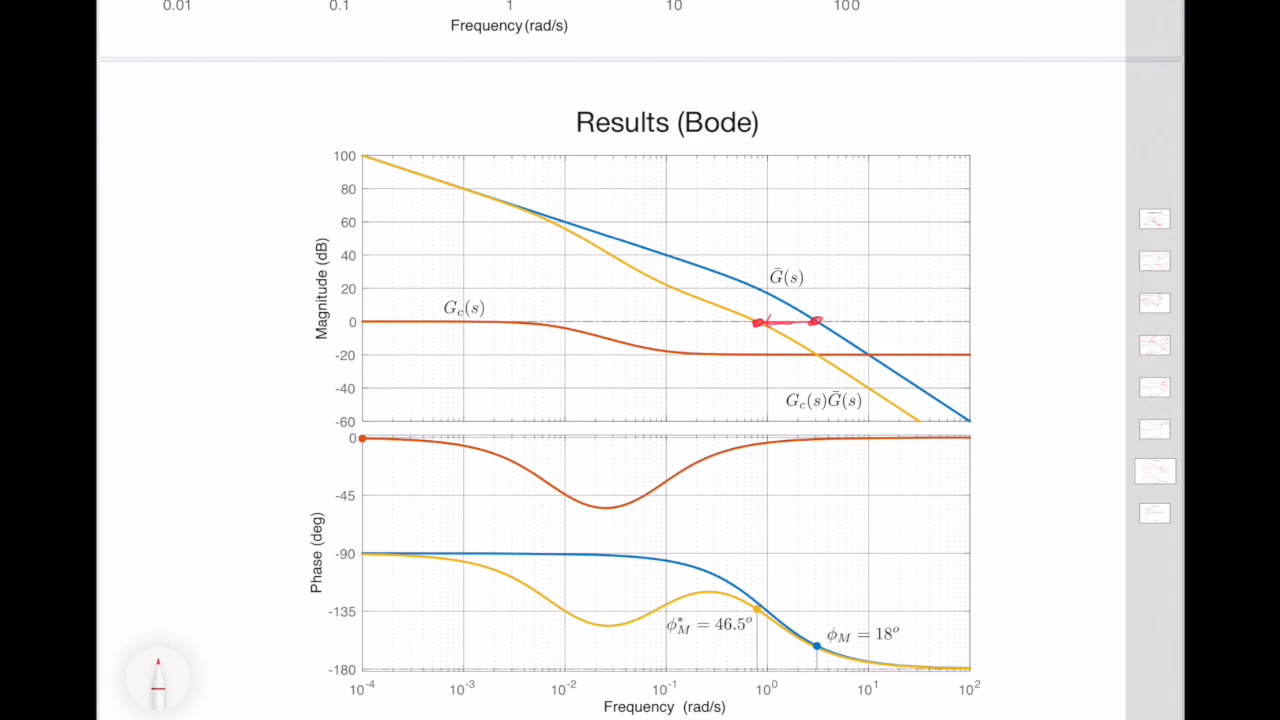 0.01 0.1 1 10 100
Frequency (rad/s)
Results (Bode)
100
80
60
40
20
0
-20
-40
-60
Magnitude (dB)
Ḡ(s)
G_c(s)
G_c(s)Ḡ(s)
0
-45
-90
-135
-180
Phase (deg)
ϕ*_M = 46.5°
ϕ_M = 18°
10^-4 10^-3 10^-2 10^-1 10^0 10^1 10^2
Frequency (rad/s)